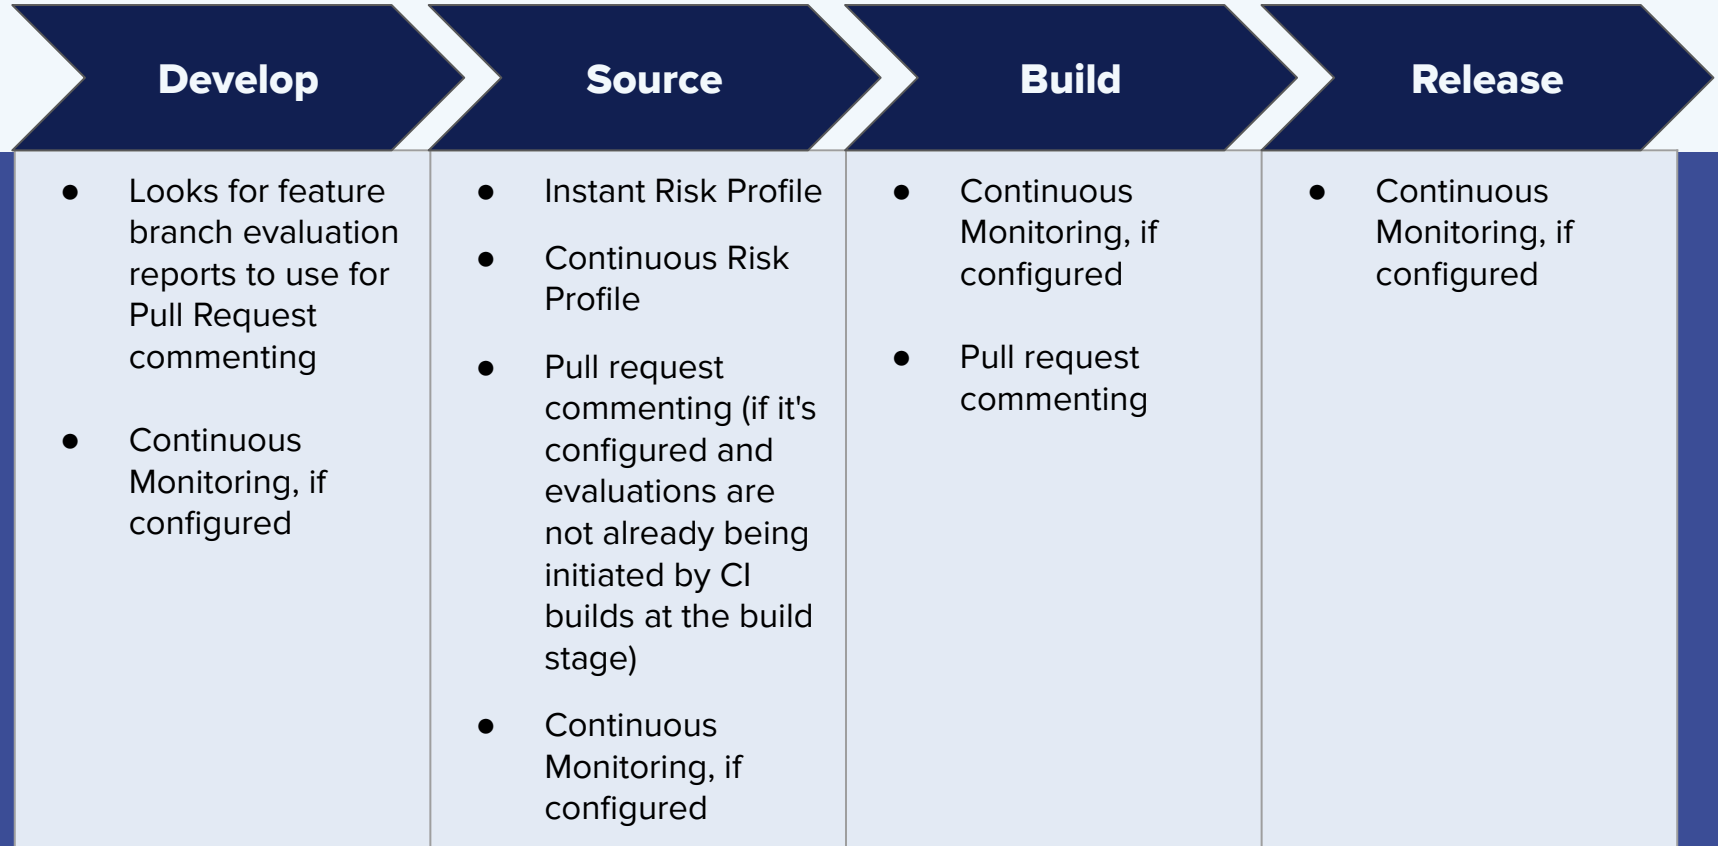 Develop
Source
Build
Release
● Looks for feature
branch evaluation
reports to use for
Pull Request
commenting
● Continuous
Monitoring, if
configured
● Instant Risk Profile
● Continuous Risk
Profile
● Pull request
commenting (if it's
configured and
evaluations are
not already being
initiated by CI
builds at the build
stage)
● Continuous
Monitoring, if
configured
● Continuous
Monitoring, if
configured
● Pull request
commenting
● Continuous
Monitoring, if
configured